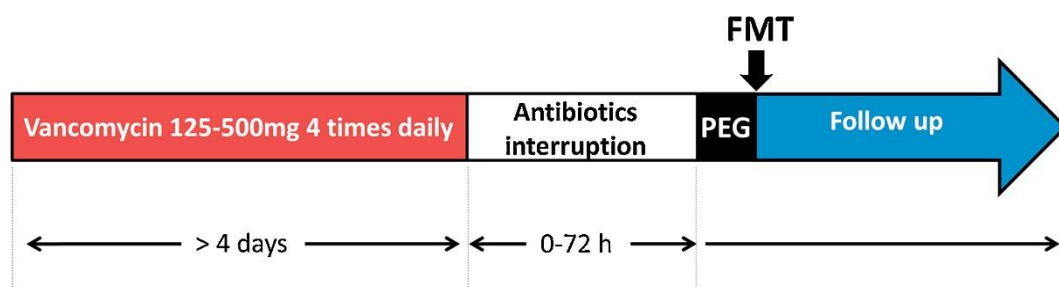 FMT
Vancomycin 125-500mg 4 times daily
Antibiotics
interruption
PEG
Follow up
> 4 days
0-72 h